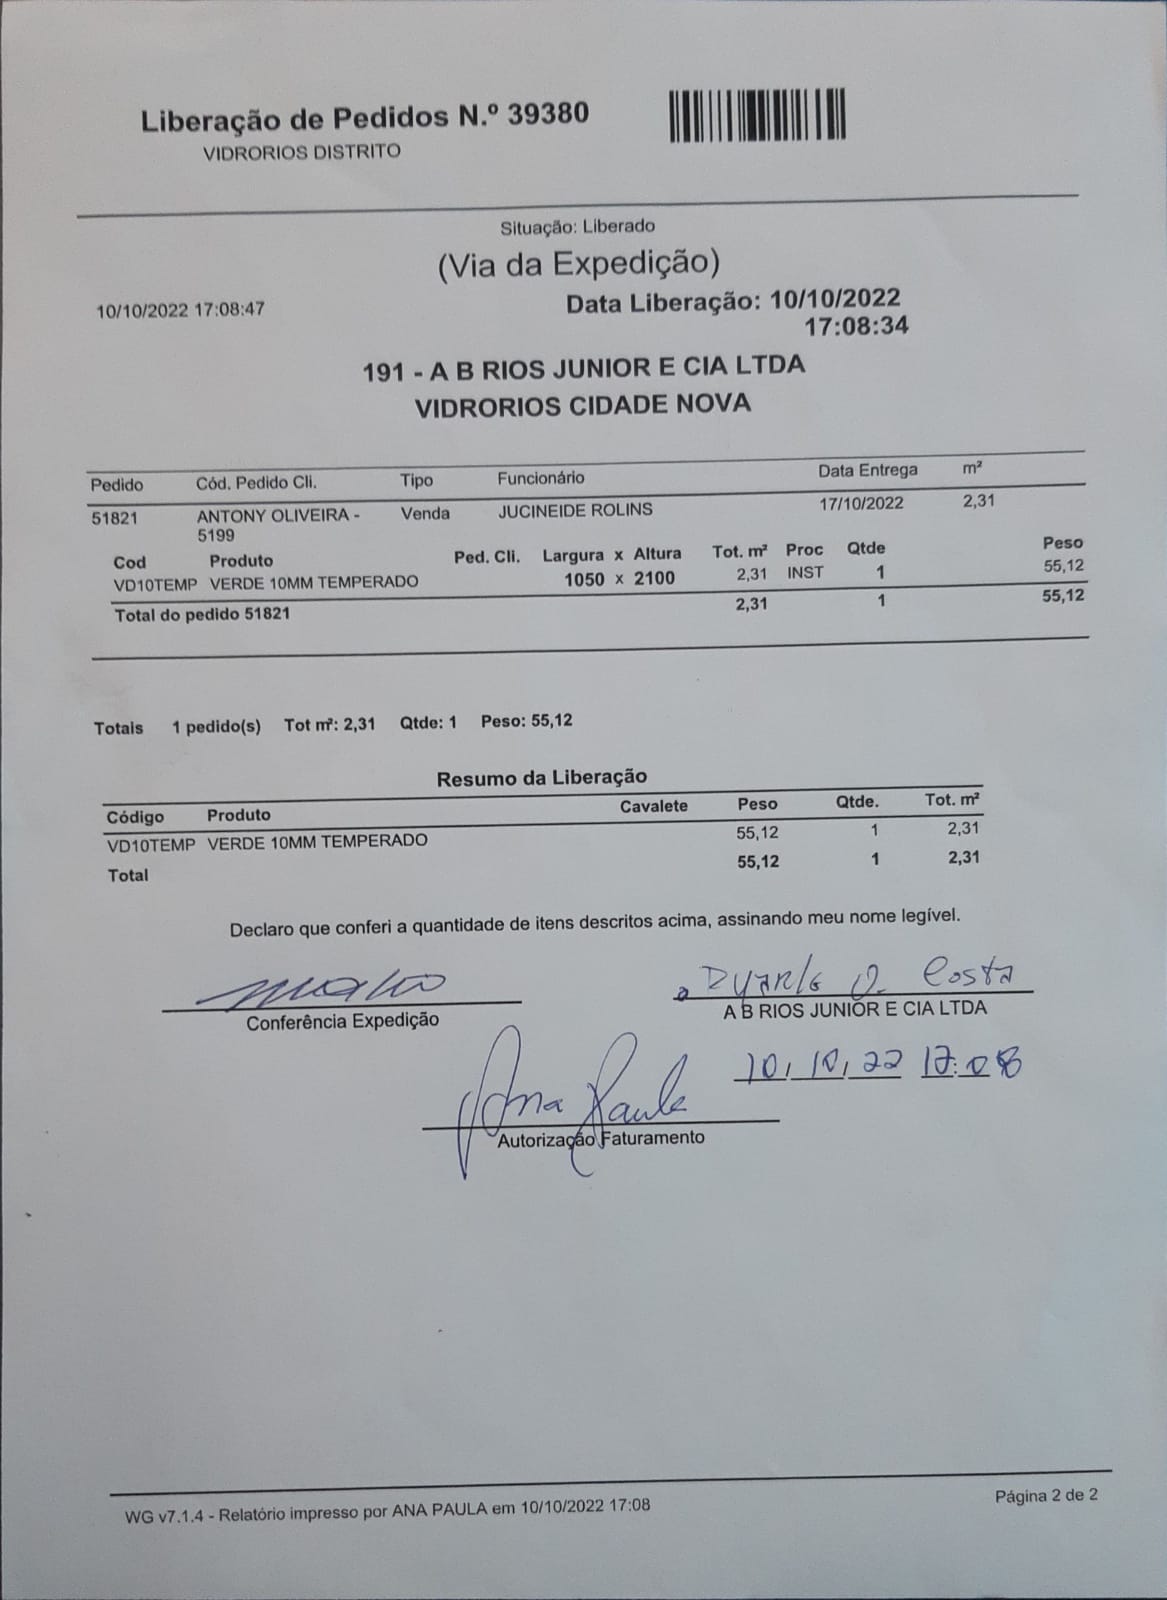 Liberação de Pedidos N.º 39380
VIDRORIOS DISTRITO
Situação: Liberado
(Via da Expedição)
10/10/2022 17:08:47
Data Liberação: 10/10/2022
17:08:34
191 - A B RIOS JUNIOR E CIA LTDA
VIDRORIOS CIDADE NOVA
Pedido Cód. Pedido Cli. Tipo Funcionário Data Entrega m²
51821 ANTONY OLIVEIRA - Venda JUCINEIDE ROLINS 17/10/2022 2,31
5199
Cod Produto Ped. Cli. Largura x Altura Tot. m² Proc Qtde Peso
VD10TEMP VERDE 10MM TEMPERADO 1050 x 2100 2,31 INST 1 55,12
Total do pedido 51821 2,31 1 55,12
Totais 1 pedido(s) Tot m²: 2,31 Qtde: 1 Peso: 55,12
Resumo da Liberação
Código Produto Cavalete Peso Qtde. Tot. m²
VD10TEMP VERDE 10MM TEMPERADO 55,12 1 2,31
Total 55,12 1 2,31
Declaro que conferi a quantidade de itens descritos acima, assinando meu nome legível.
Costa
Conferência Expedição
A B RIOS JUNIOR E CIA LTDA
10, 10, 22 17:08
Ana Paula
Autorização Faturamento
WG v7.1.4 - Relatório impresso por ANA PAULA em 10/10/2022 17:08
Página 2 de 2